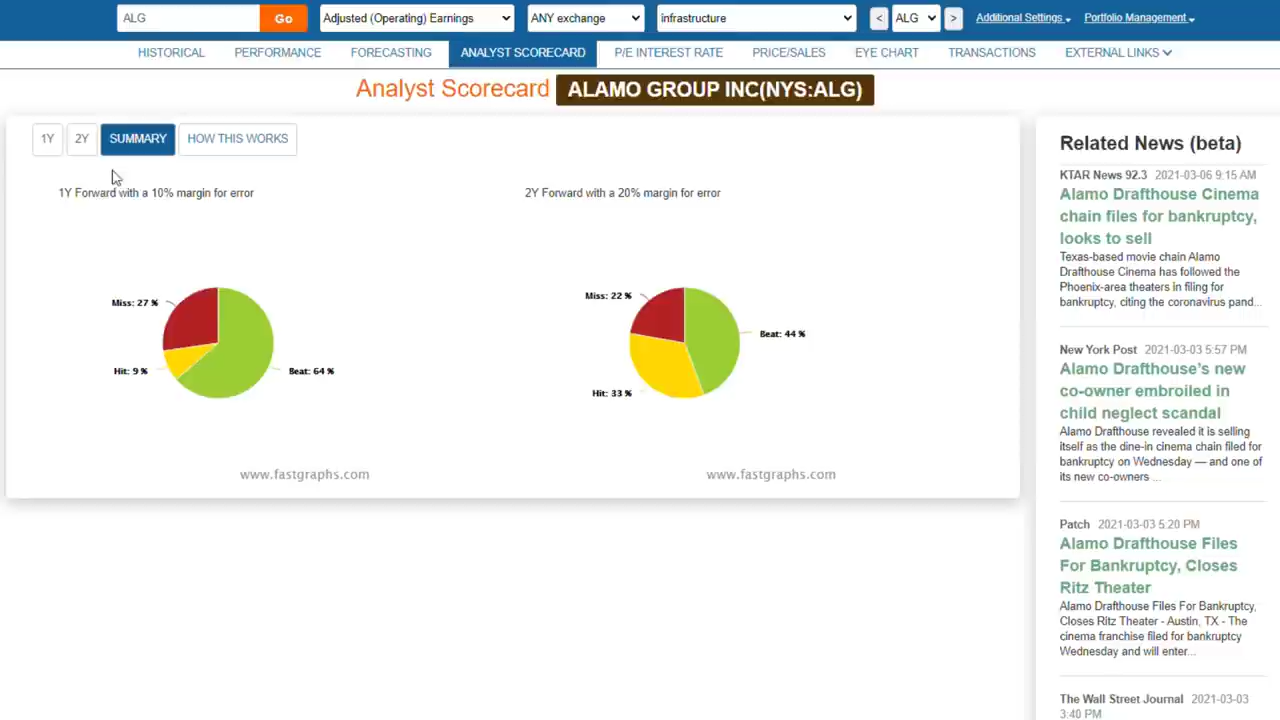 ALG Go Adjusted (Operating) Earnings ANY exchange infrastructure < ALG > Additional Settings Portfolio Management
HISTORICAL PERFORMANCE FORECASTING ANALYST SCORECARD P/E INTEREST RATE PRICE/SALES EYE CHART TRANSACTIONS EXTERNAL LINKS
Analyst Scorecard ALAMO GROUP INC(NYS:ALG)
1Y 2Y SUMMARY HOW THIS WORKS
1Y Forward with a 10% margin for error
Miss: 27 %
Hit: 9 %
Beat: 64 %
www.fastgraphs.com
2Y Forward with a 20% margin for error
Miss: 22 %
Beat: 44 %
Hit: 33 %
www.fastgraphs.com
Related News (beta)
KTAR News 92.3 2021-03-06 9:15 AM
Alamo Drafthouse Cinema
chain files for bankruptcy,
looks to sell
Texas-based movie chain Alamo
Drafthouse Cinema has followed the
Phoenix-area theaters in filing for
bankruptcy, citing the coronavirus pand...
New York Post 2021-03-03 5:57 PM
Alamo Drafthouse's new
co-owner embroiled in
child neglect scandal
Alamo Drafthouse revealed it is selling
itself as the dine-in cinema chain filed for
bankruptcy on Wednesday — and one of
its new co-owners ...
Patch 2021-03-03 5:20 PM
Alamo Drafthouse Files
For Bankruptcy, Closes
Ritz Theater
Alamo Drafthouse Files For Bankruptcy,
Closes Ritz Theater - Austin, TX - The
cinema franchise filed for bankruptcy
Wednesday and will enter...
The Wall Street Journal 2021-03-03
3:40 PM